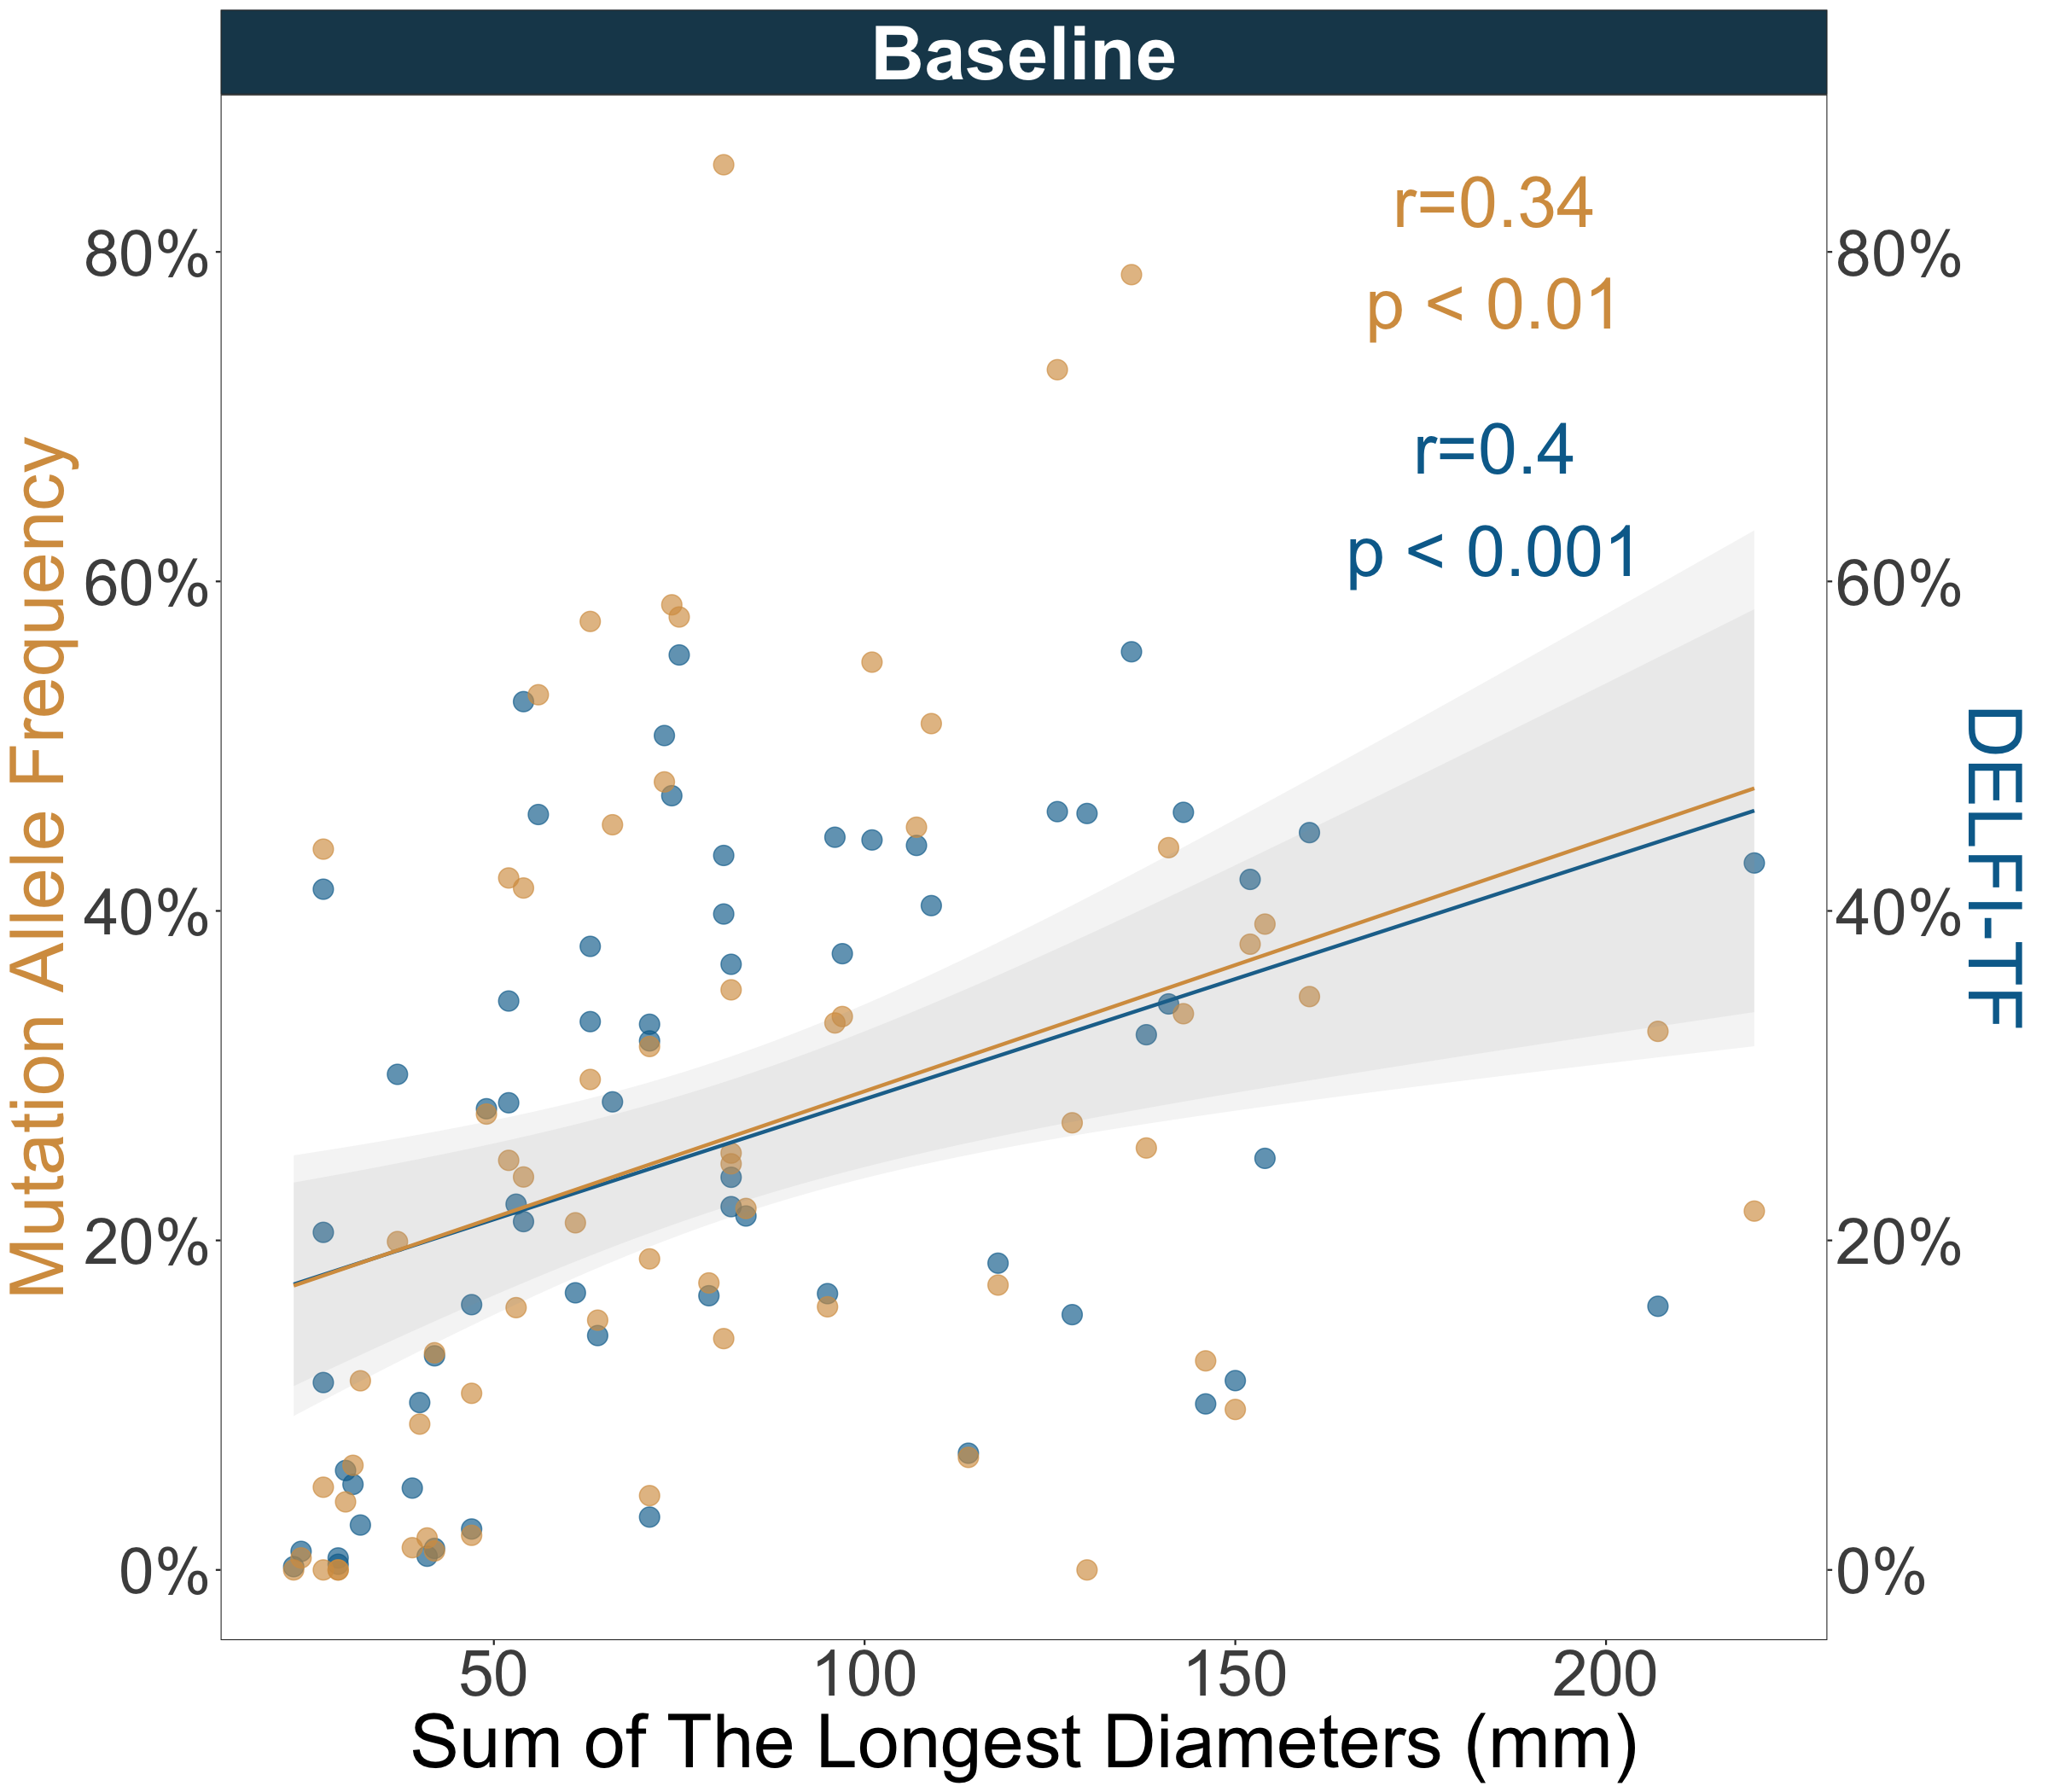 Baseline
r=0.34
p < 0.01
r=0.4
p < 0.001
Mutation Allele Frequency
80%
60%
40%
20%
0%
80%
60%
40%
20%
0%
DELFI-TF
50 100 150 200
Sum of The Longest Diameters (mm)